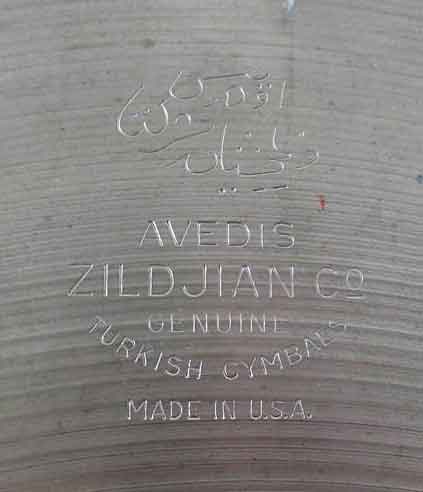 AVEDIS
ZILDJIAN CO
GENUINE
TURKISH CYMBALS
MADE IN U.S.A.